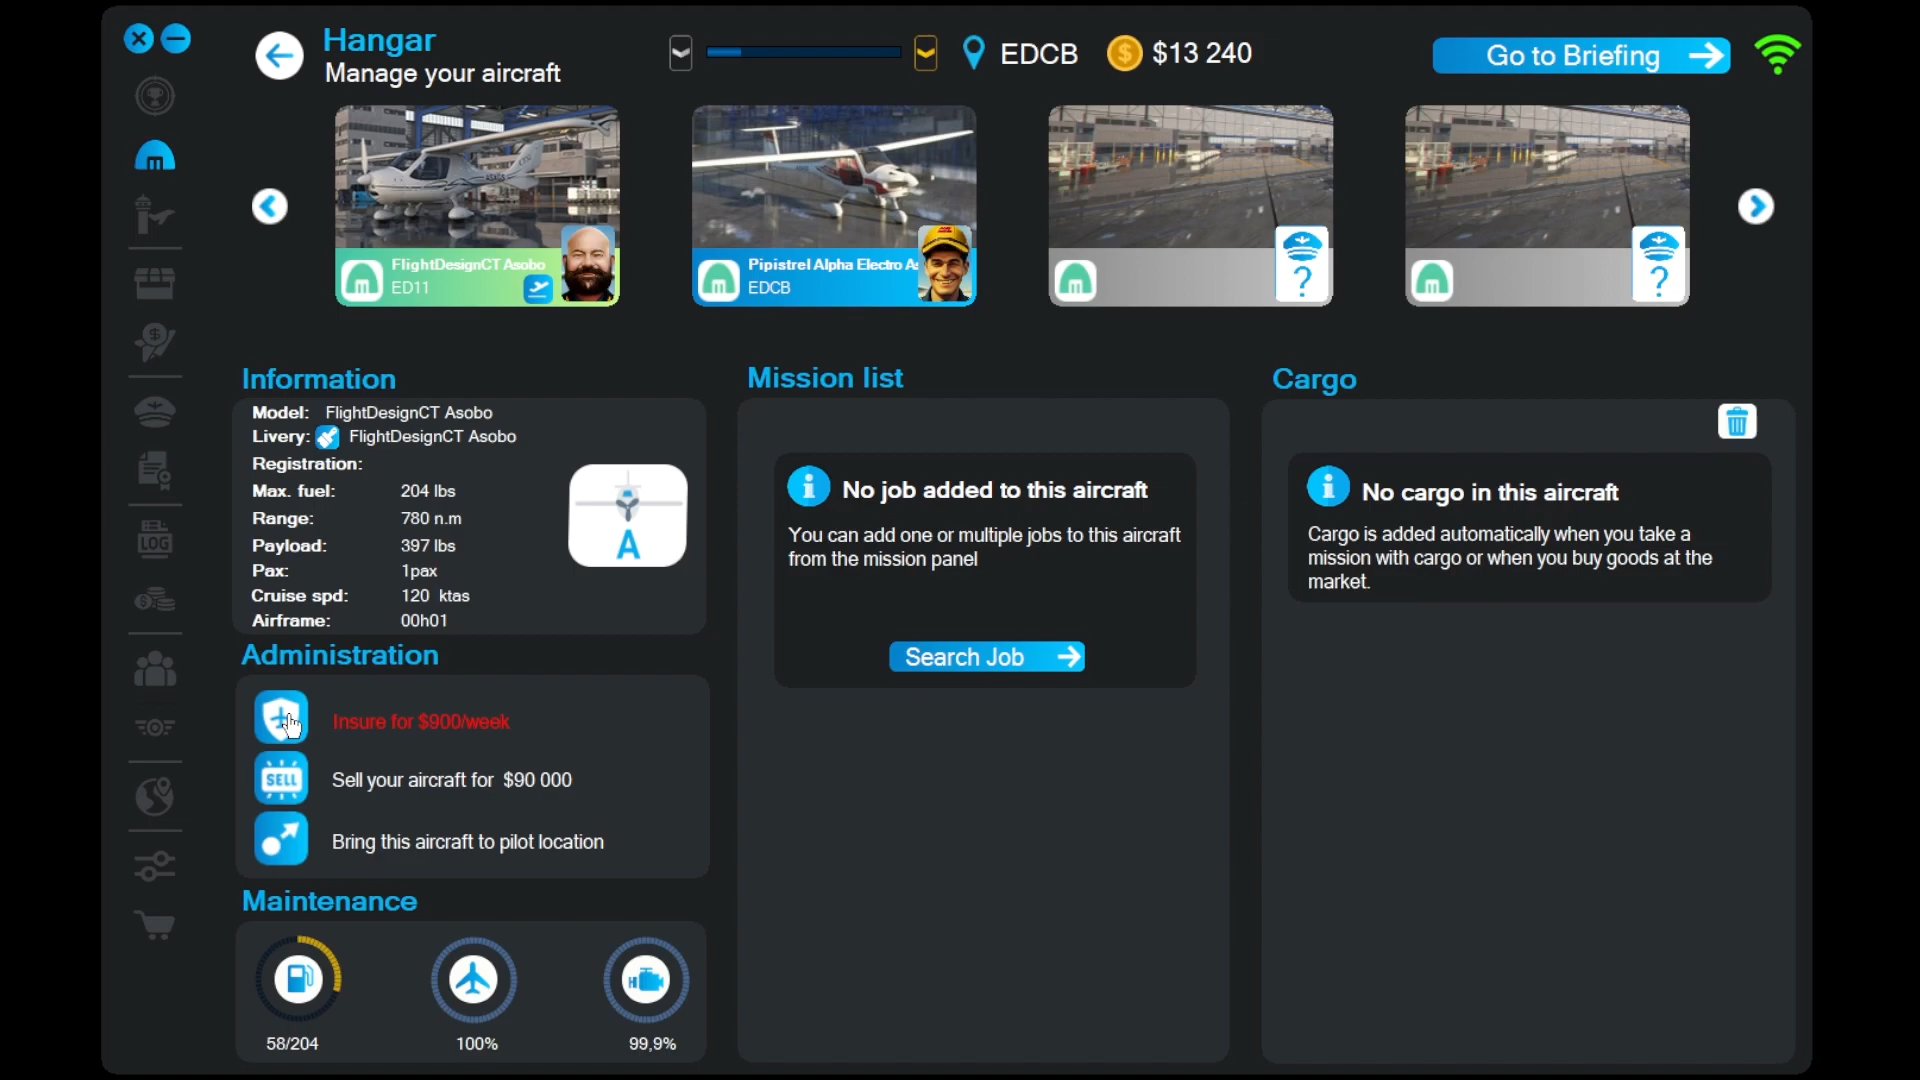 Hangar
Manage your aircraft
EDCB
$13 240
Go to Briefing
FlightDesignCT Asobo
ED11
Pipistrel Alpha Electro As
EDCB
?
?
Information
Model: FlightDesignCT Asobo
Livery: FlightDesignCT Asobo
Registration:
Max. fuel: 204 lbs
Range: 780 n.m
Payload: 397 lbs
Pax: 1pax
Cruise spd: 120 ktas
Airframe: 00h01
A
Administration
Insure for $900/week
SELL
Sell your aircraft for $90 000
Bring this aircraft to pilot location
Maintenance
58/204
100%
99,9%
Mission list
No job added to this aircraft
You can add one or multiple jobs to this aircraft
from the mission panel
Search Job
Cargo
No cargo in this aircraft
Cargo is added automatically when you take a
mission with cargo or when you buy goods at the
market.
LOG